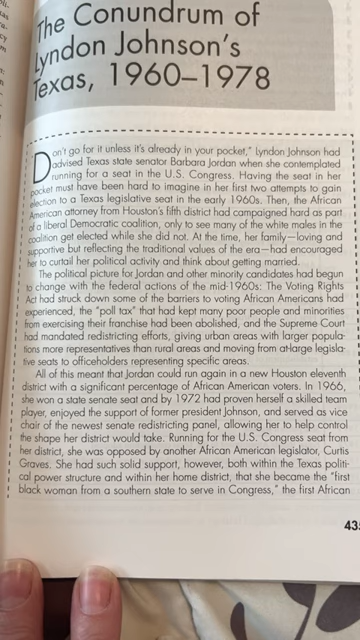 The Conundrum of
Lyndon Johnson's
Texas, 1960–1978
Don't go for it unless it's already in your pocket," Lyndon Johnson had
advised Texas state senator Barbara Jordan when she contemplated
running for a seat in the U.S. Congress. Having the seat in her
pocket must have been hard to imagine in her first two attempts to gain
election to a Texas legislative seat in the early 1960s. Then, the African
American attorney from Houston's fifth district had campaigned hard as part
of a liberal Democratic coalition, only to see many of the white males in the
coalition get elected while she did not. At the time, her family—loving and
supportive but reflecting the traditional values of the era—had encouraged
her to curtail her political activity and think about getting married.
The political picture for Jordan and other minority candidates had begun
to change with the federal actions of the mid-1960s: The Voting Rights
Act had struck down some of the barriers to voting African Americans had
experienced, the "poll tax" that had kept many poor people and minorities
from exercising their franchise had been abolished, and the Supreme Court
had mandated redistricting efforts, giving urban areas with larger popula-
tions more representatives than rural areas and moving from at-large legisla-
tive seats to officeholders representing specific areas.
All of this meant that Jordan could run again in a new Houston eleventh
district with a significant percentage of African American voters. In 1966,
she won a state senate seat and by 1972 had proven herself a skilled team
player, enjoyed the support of former president Johnson, and served as vice
chair of the newest senate redistricting panel, allowing her to help control
the shape her district would take. Running for the U.S. Congress seat from
her district, she was opposed by another African American legislator, Curtis
Graves. She had such solid support, however, both within the Texas politi-
cal power structure and within her home district, that she became the "first
black woman from a southern state to serve in Congress," the first African